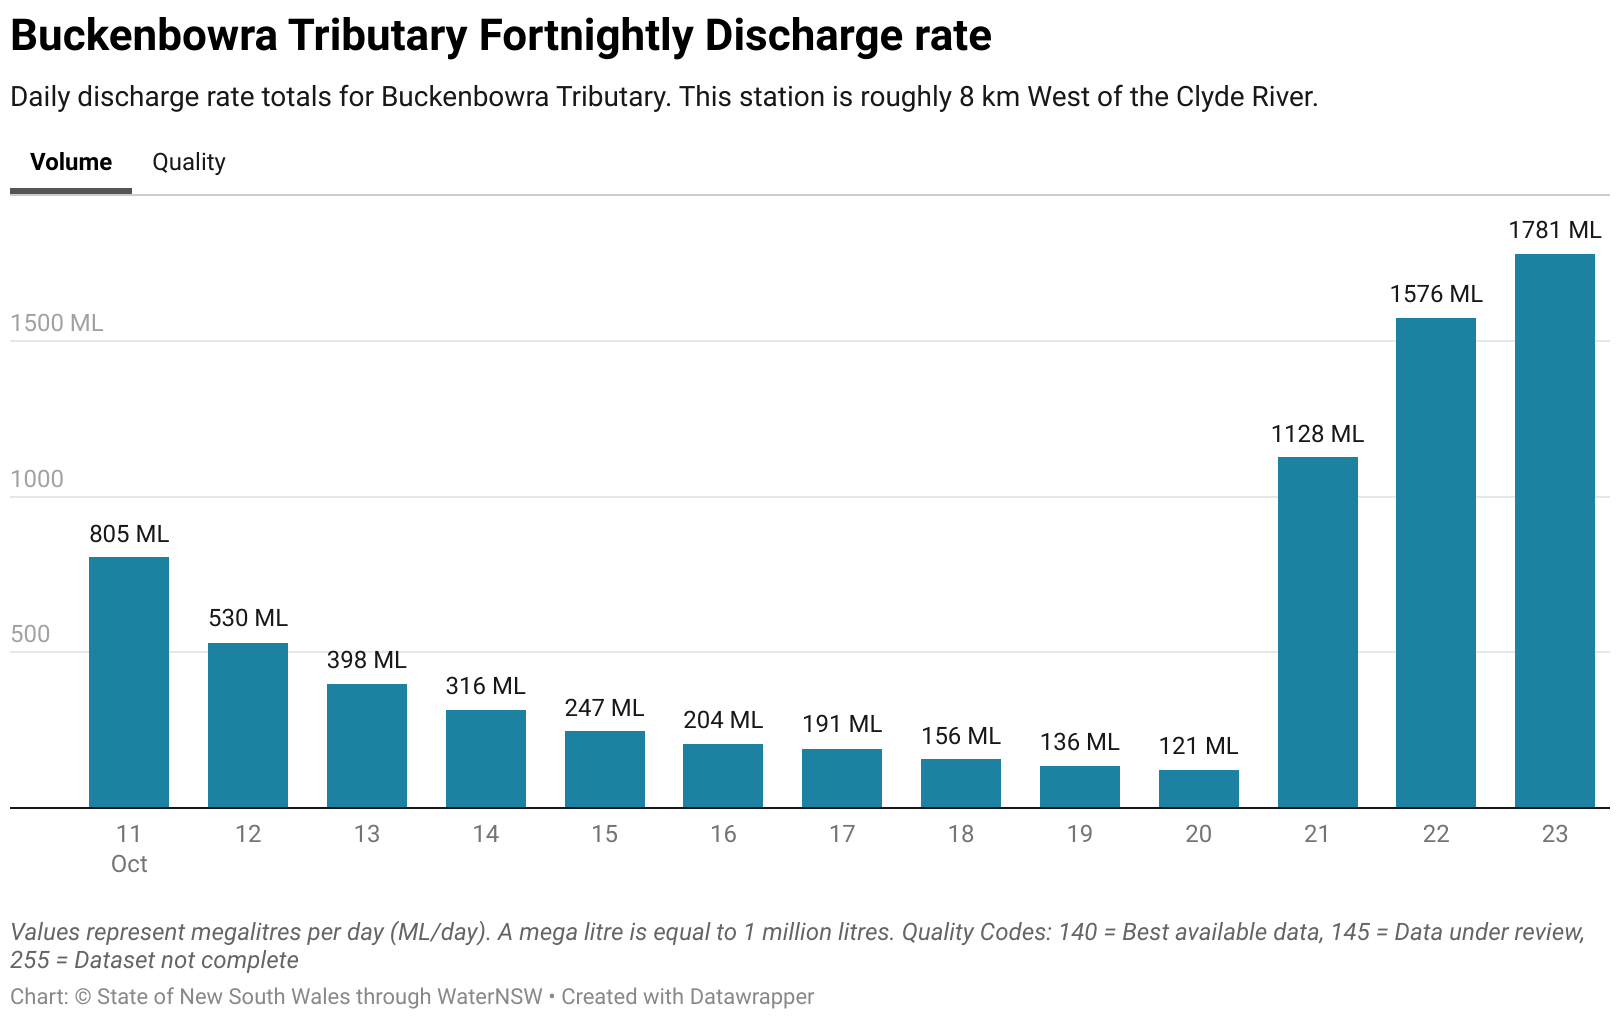 Buckenbowra Tributary Fortnightly Discharge rate
Daily discharge rate totals for Buckenbowra Tributary. This station is roughly 8 km West of the Clyde River.
Volume Quality
1781 ML
1576 ML
1500 ML
1128 ML
1000
805 ML
530 ML
500
398 ML
316 ML
247 ML
204 ML
191 ML
156 ML
136 ML
121 ML
11 12 13 14 15 16 17 18 19 20 21 22 23
Oct
Values represent megalitres per day (ML/day). A mega litre is equal to 1 million litres. Quality Codes: 140 = Best available data, 145 = Data under review,
255 = Dataset not complete
Chart: © State of New South Wales through WaterNSW • Created with Datawrapper